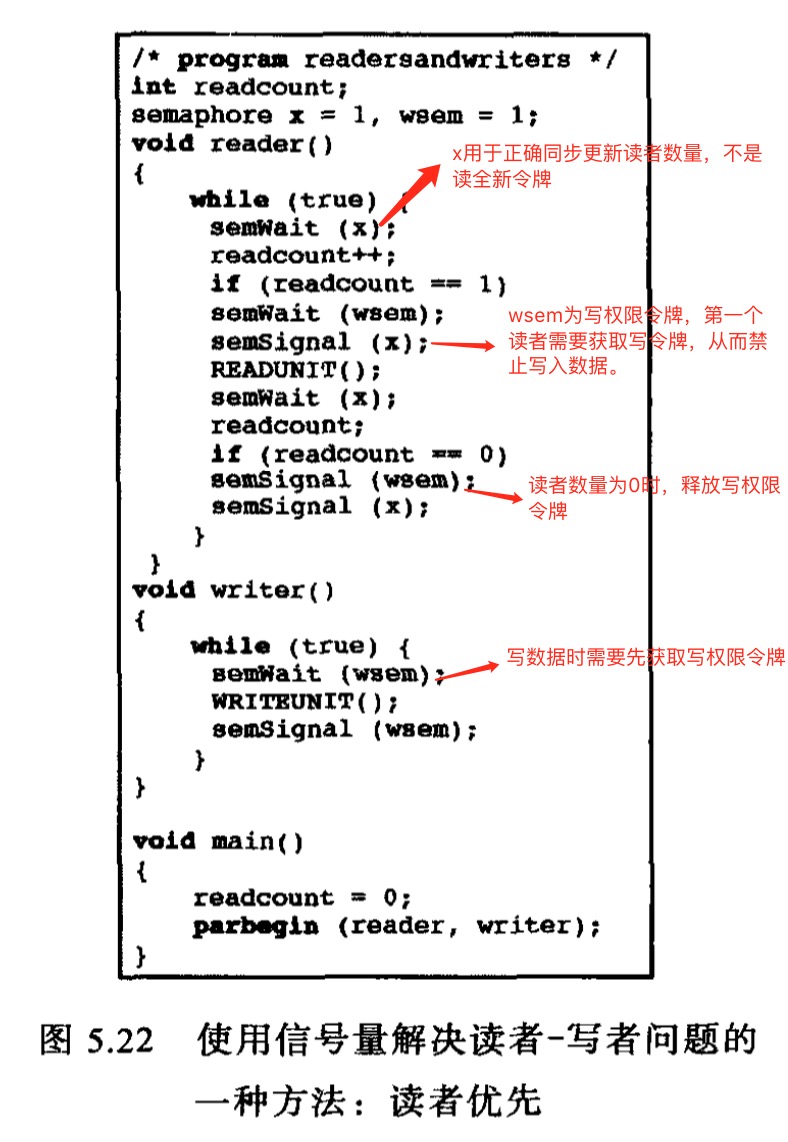 /* program readersandwriters */
int readcount;
semaphore x = 1, wsem = 1;
void reader()
{
while (true) {
semWait (x);
readcount++;
if (readcount == 1)
semWait (wsem);
semSignal (x);
READUNIT();
semWait (x);
readcount;
if (readcount == 0)
semSignal (wsem);
semSignal (x);
}
}
void writer()
{
while (true) {
semWait (wsem);
WRITEUNIT();
semSignal (wsem);
}
}
void main()
{
readcount = 0;
parbegin (reader, writer);
}
x用于正确同步更新读者数量，不是
读全新令牌
wsem为写权限令牌，第一个
读者需要获取写令牌，从而禁
止写入数据。
读者数量为0时，释放写权限
令牌
写数据时需要先获取写权限令牌
图 5.22 使用信号量解决读者-写者问题的
一种方法：读者优先